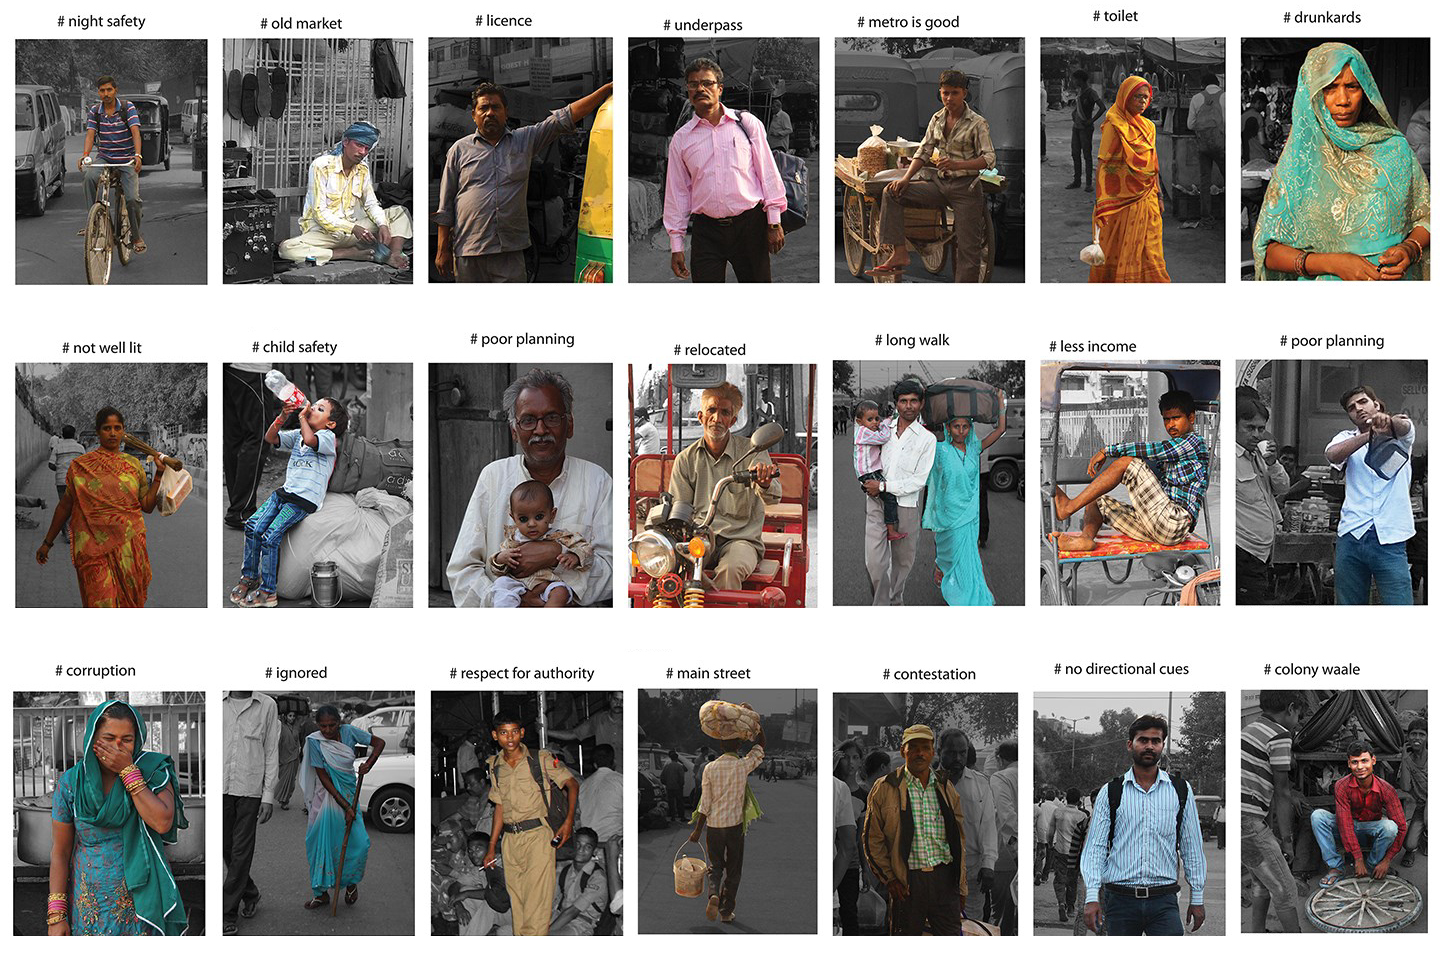 # night safety
# old market
# licence
# underpass
# metro is good
# toilet
# drunkards
# not well lit
# child safety
# poor planning
# relocated
# long walk
# less income
# poor planning
# corruption
# ignored
# respect for authority
# main street
# contestation
# no directional cues
# colony waale